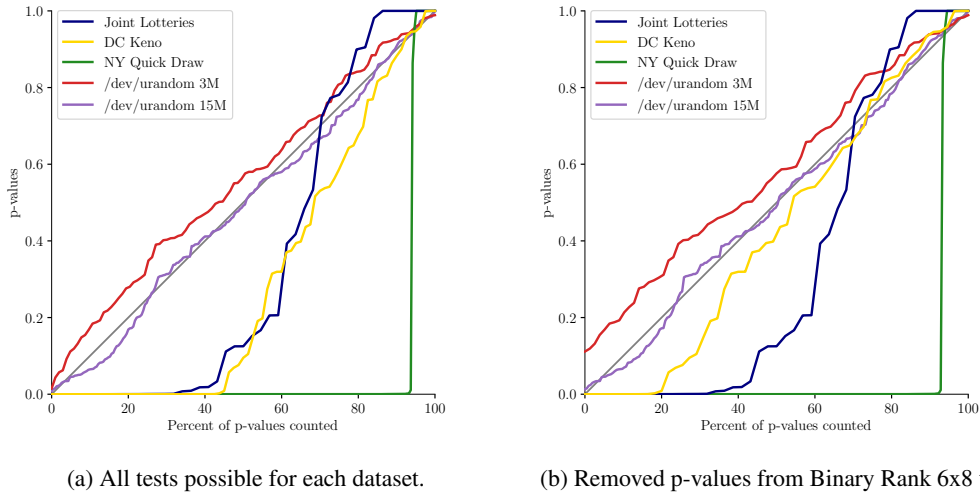 1.0
0.8
0.6
0.4
0.2
0.0
p-values
Joint Lotteries
DC Keno
NY Quick Draw
/dev/urandom 3M
/dev/urandom 15M
0 20 40 60 80 100
Percent of p-values counted
(a) All tests possible for each dataset.
1.0
0.8
0.6
0.4
0.2
0.0
p-values
Joint Lotteries
DC Keno
NY Quick Draw
/dev/urandom 3M
/dev/urandom 15M
0 20 40 60 80 100
Percent of p-values counted
(b) Removed p-values from Binary Rank 6x8